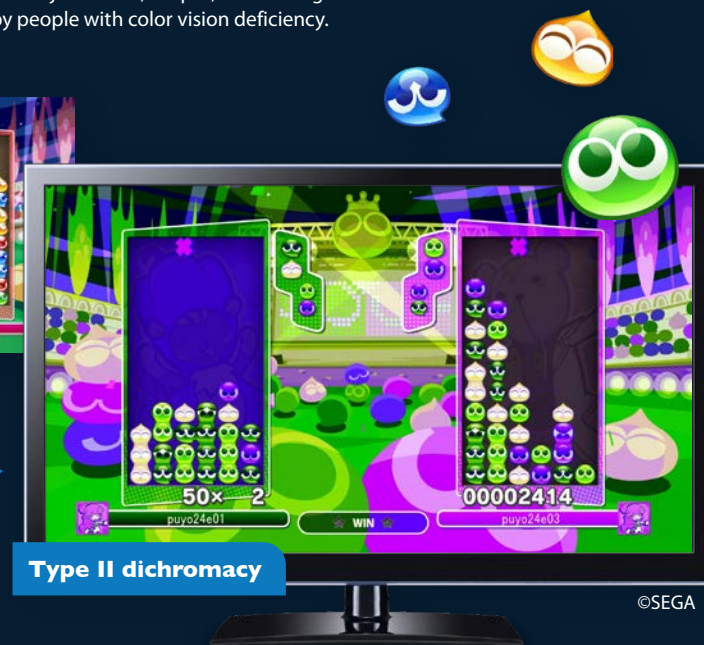 by people with color vision deficiency.
50× 2
00002414
puyo24e01
WIN
puyo24e03
Type II dichromacy
©SEGA